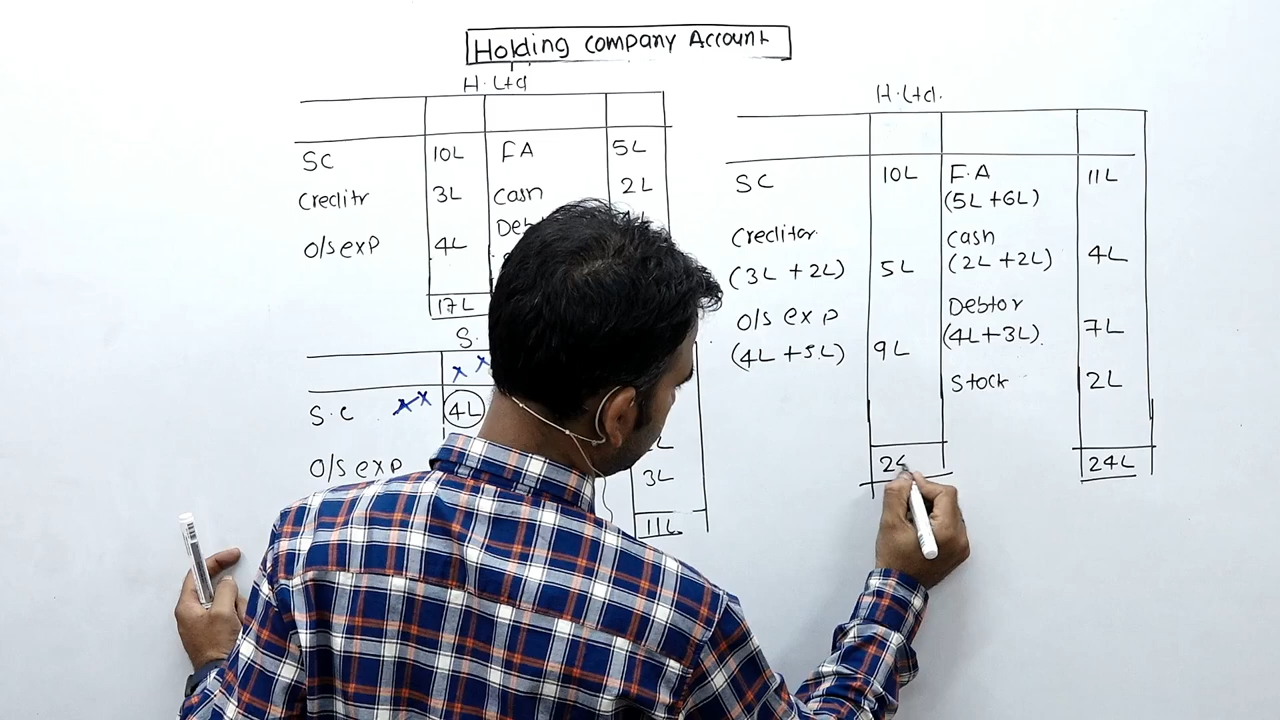 Holding Company Account
H. Ltd
SC 10L FA 5L
Creditr 3L Cash 2L
O/s exp 4L
17L
S.
x x
S.C xx 4L
O/s exp 3L
11L
H. Ltd.
SC 10L F.A 11L
(5L + 6L)
Creditor Cash
(3L + 2L) 5L (2L + 2L) 4L
O/s exp Debtor
(4L + 5L) 9L (4L + 3L) 7L
Stock 2L
24L